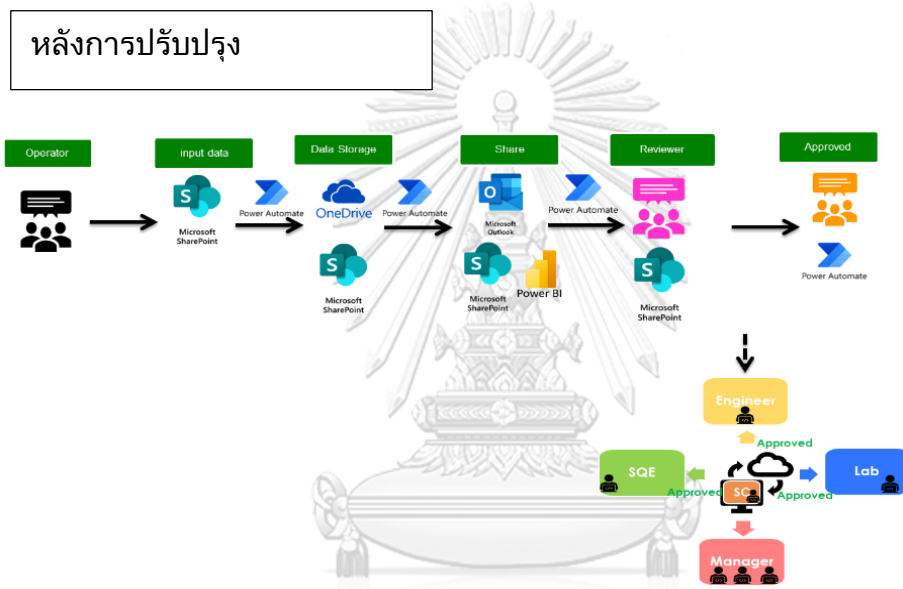 หลังการปรับปรุง
Operator
input data
Data Storage
Share
Reviewer
Approved
S
Microsoft
SharePoint
Power Automate
OneDrive
Power Automate
O
Microsoft
Outlook
Power Automate
S
Microsoft
SharePoint
S
Microsoft
SharePoint
Power BI
S
Microsoft
SharePoint
Power Automate
Engineer
Approved
SQE
Approved
Approved
Lab
Manager